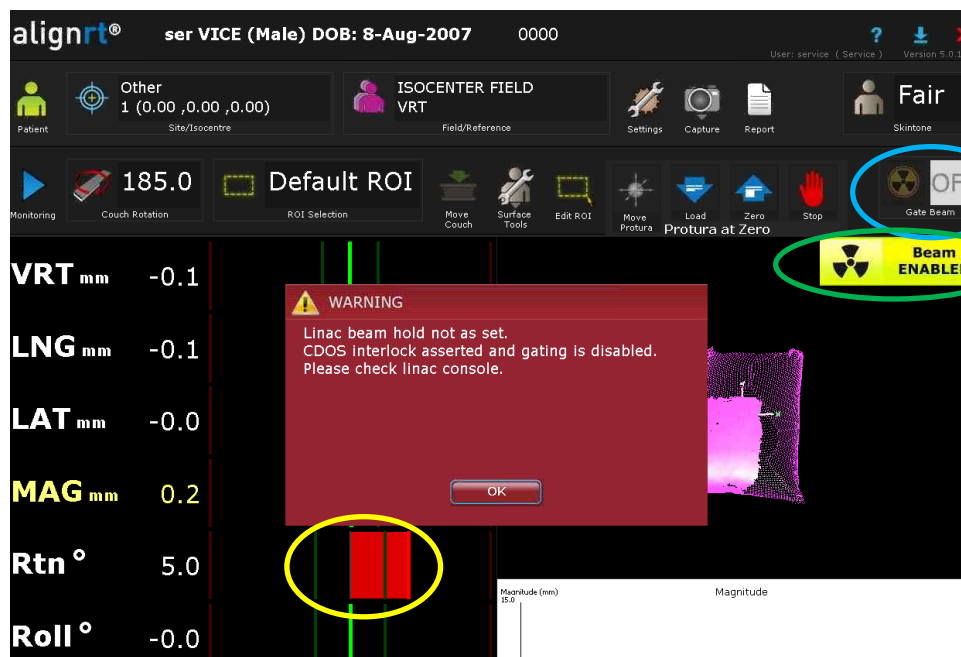 alignrt® ser VICE (Male) DOB: 8-Aug-2007 0000
?
User: service ( Service ) Version 5.0.1
Patient
Other
1 (0.00 ,0.00 ,0.00)
Site/Isocentre
ISOCENTER FIELD
VRT
Field/Reference
Settings
Capture
Report
Fair
Skintone
Monitoring
185.0
Couch Rotation
Default ROI
ROI Selection
Move
Couch
Surface
Tools
Edit ROI
Move
Protura
Load
Zero
Stop
Protura at Zero
OF
Gate Beam
Beam
ENABLE
VRT mm -0.1
LNG mm -0.1
LAT mm -0.0
MAG mm 0.2
Rtn ° 5.0
Roll ° -0.0
WARNING
Linac beam hold not as set.
CDOS interlock asserted and gating is disabled.
Please check linac console.
OK
Magnitude (mm)
15.0
Magnitude